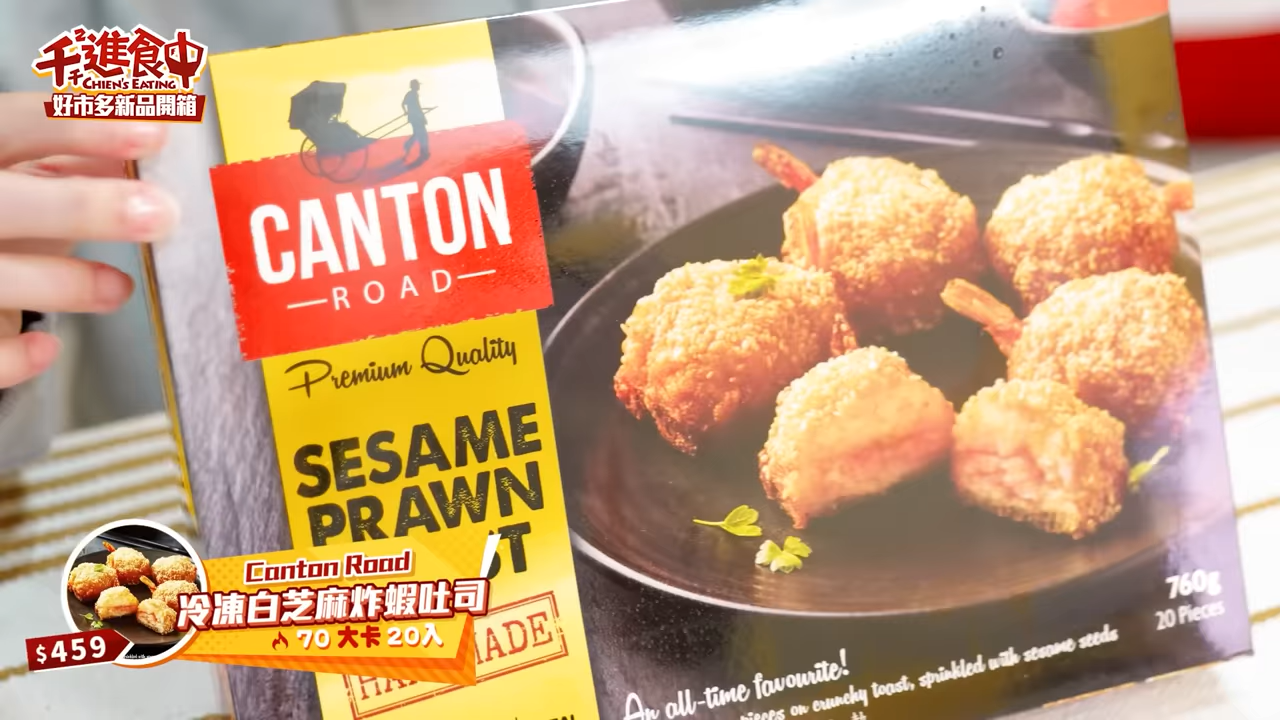 千千進食中
CHIEN'S EATING
好市多新品開箱
CANTON
ROAD
Premium Quality
SESAME
PRAWN
760g
20 Pieces
An all-time favourite!
pieces on crunchy toast, sprinkled with sesame seeds
Canton Road
冷凍白芝麻炸蝦吐司
70 大卡 20入
$459